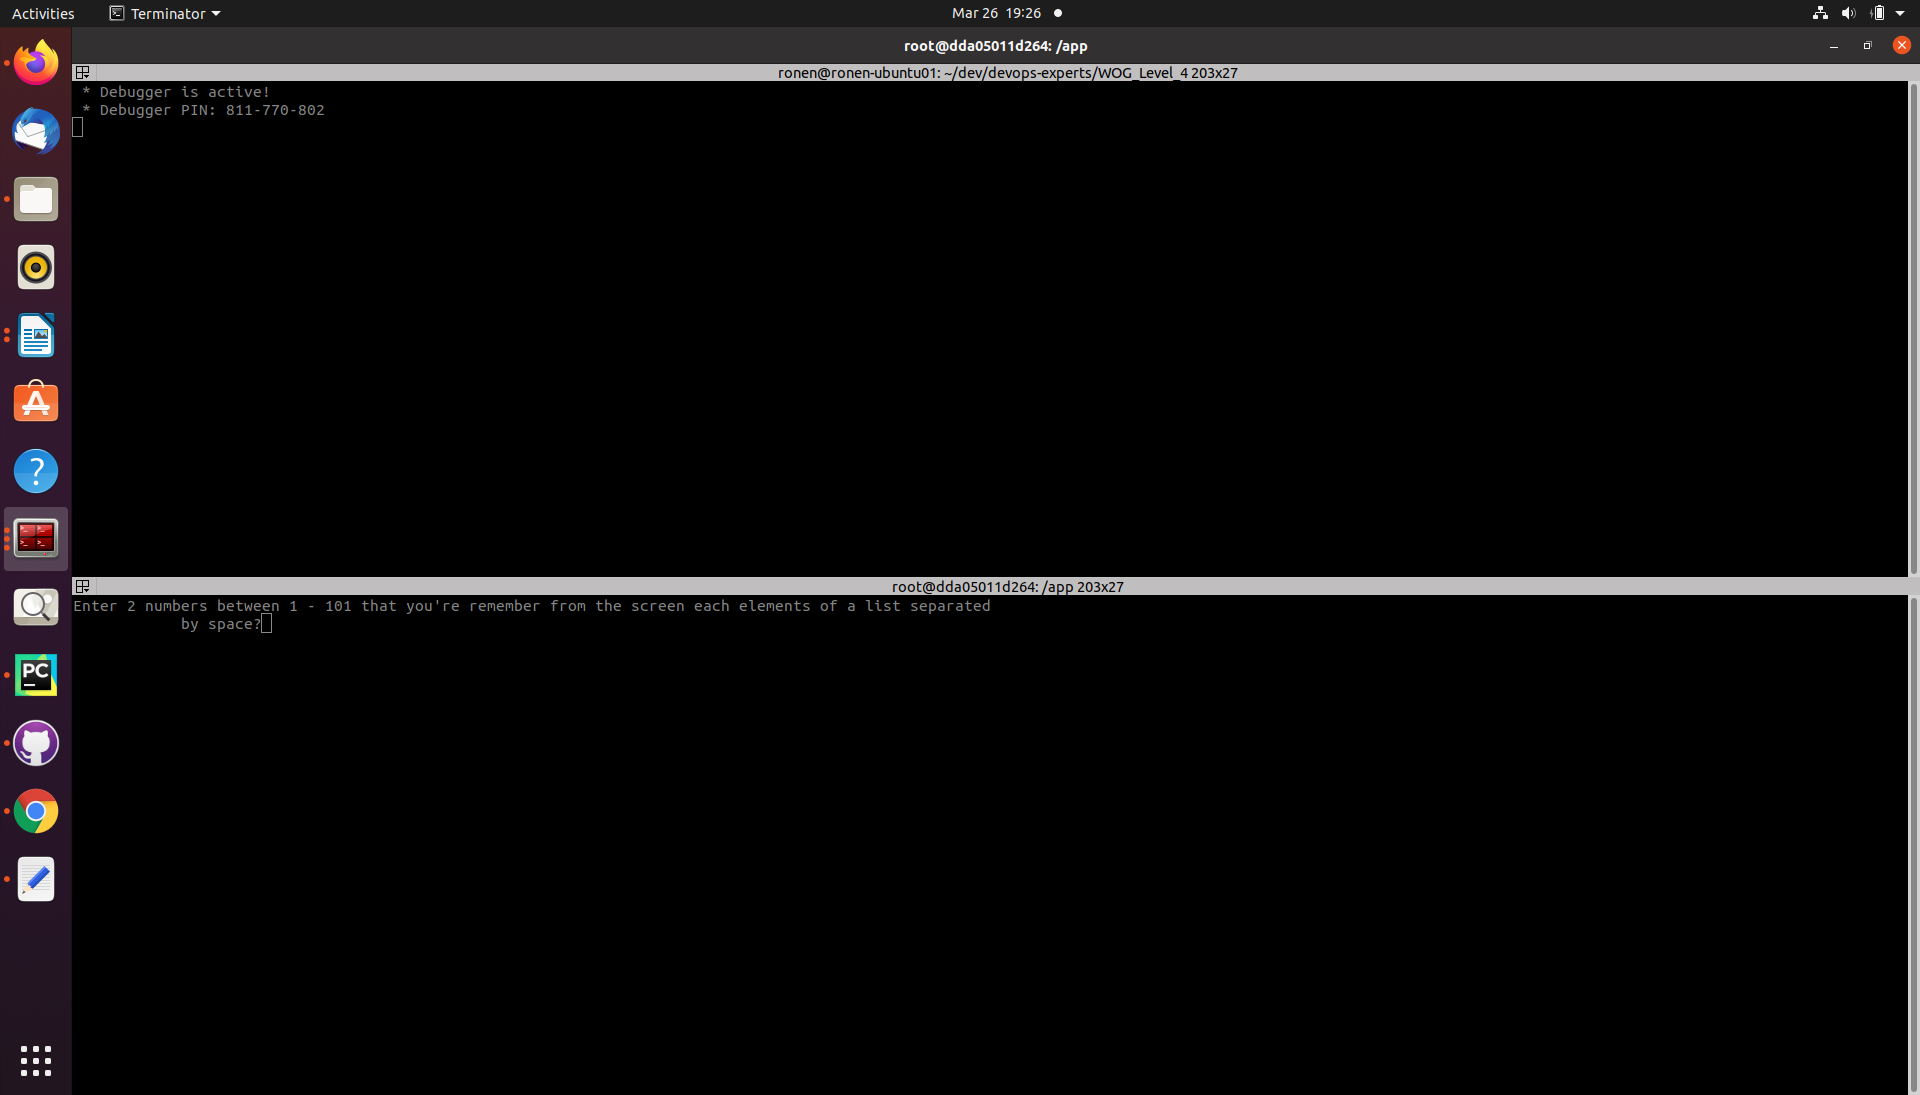 Activities
Terminator
Mar 26 19:26
root@dda05011d264: /app
ronen@ronen-ubuntu01: ~/dev/devops-experts/WOG_Level_4 203x27
* Debugger is active!
* Debugger PIN: 811-770-802
root@dda05011d264: /app 203x27
Enter 2 numbers between 1 - 101 that you're remember from the screen each elements of a list separated
by space?
PC